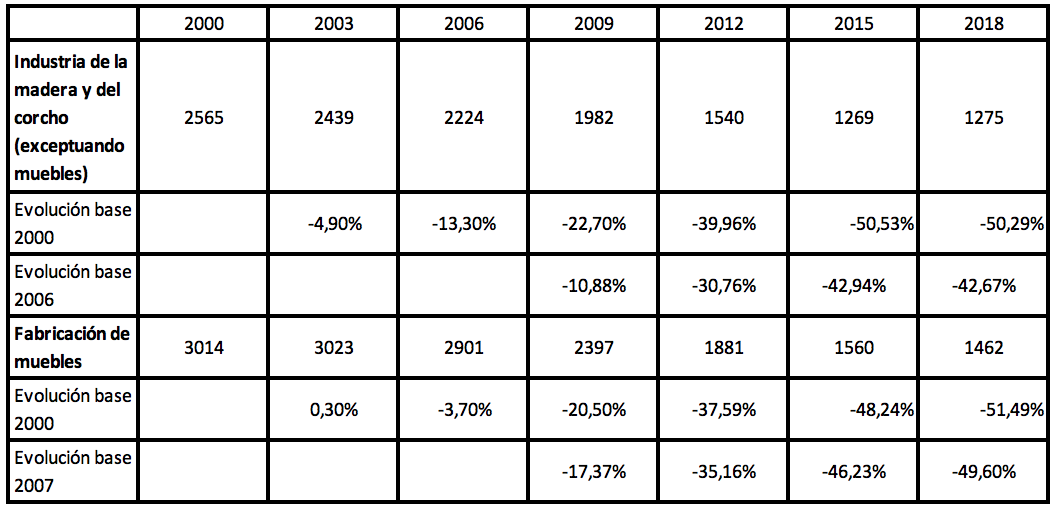 2000 2003 2006 2009 2012 2015 2018
Industria de la
madera y del
corcho
(exceptuando
muebles)
2565 2439 2224 1982 1540 1269 1275
Evolución base
2000
-4,90% -13,30% -22,70% -39,96% -50,53% -50,29%
Evolución base
2006
-10,88% -30,76% -42,94% -42,67%
Fabricación de
muebles
3014 3023 2901 2397 1881 1560 1462
Evolución base
2000
0,30% -3,70% -20,50% -37,59% -48,24% -51,49%
Evolución base
2007
-17,37% -35,16% -46,23% -49,60%